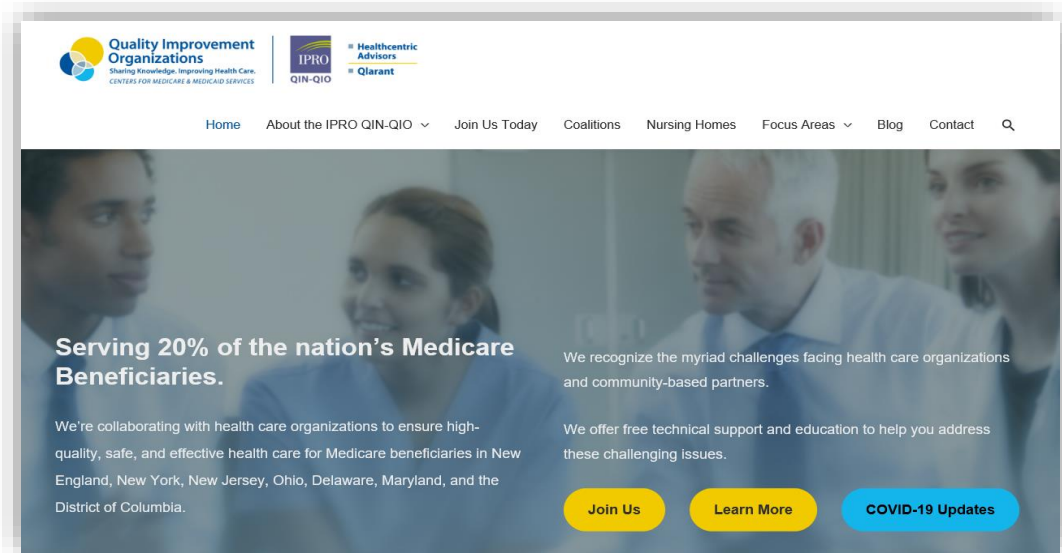 Quality Improvement
Organizations
Sharing Knowledge. Improving Health Care.
CENTERS FOR MEDICARE & MEDICAID SERVICES
IPRO
QIN-QIO
Healthcentric
Advisors
Qlarant
Home About the IPRO QIN-QIO Join Us Today Coalitions Nursing Homes Focus Areas Blog Contact
Serving 20% of the nation's Medicare
Beneficiaries.
We're collaborating with health care organizations to ensure high-
quality, safe, and effective health care for Medicare beneficiaries in New
England, New York, New Jersey, Ohio, Delaware, Maryland, and the
District of Columbia.
We recognize the myriad challenges facing health care organizations
and community-based partners.
We offer free technical support and education to help you address
these challenging issues.
Join Us Learn More COVID-19 Updates